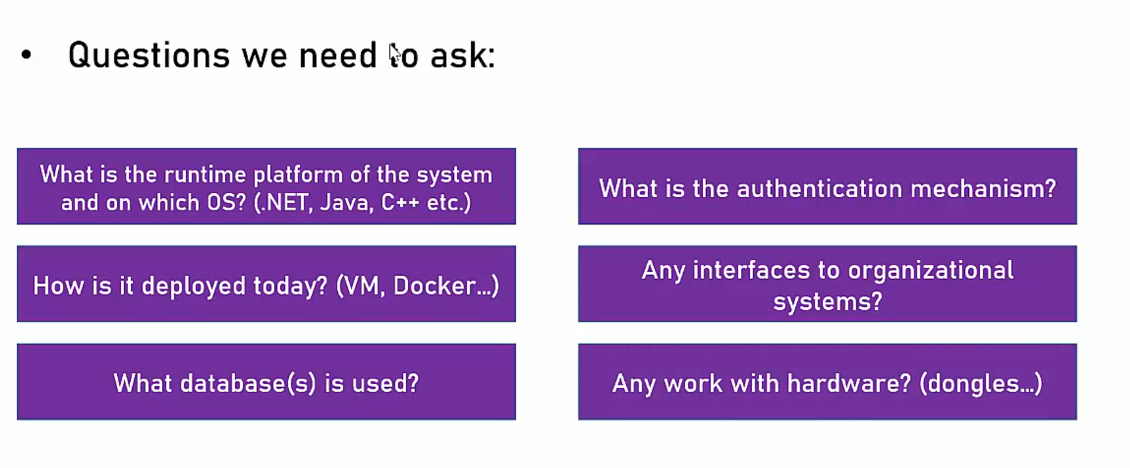 • Questions we need to ask:
What is the runtime platform of the system
and on which OS? (.NET, Java, C++ etc.)
How is it deployed today? (VM, Docker...)
What database(s) is used?
What is the authentication mechanism?
Any interfaces to organizational
systems?
Any work with hardware? (dongles...)